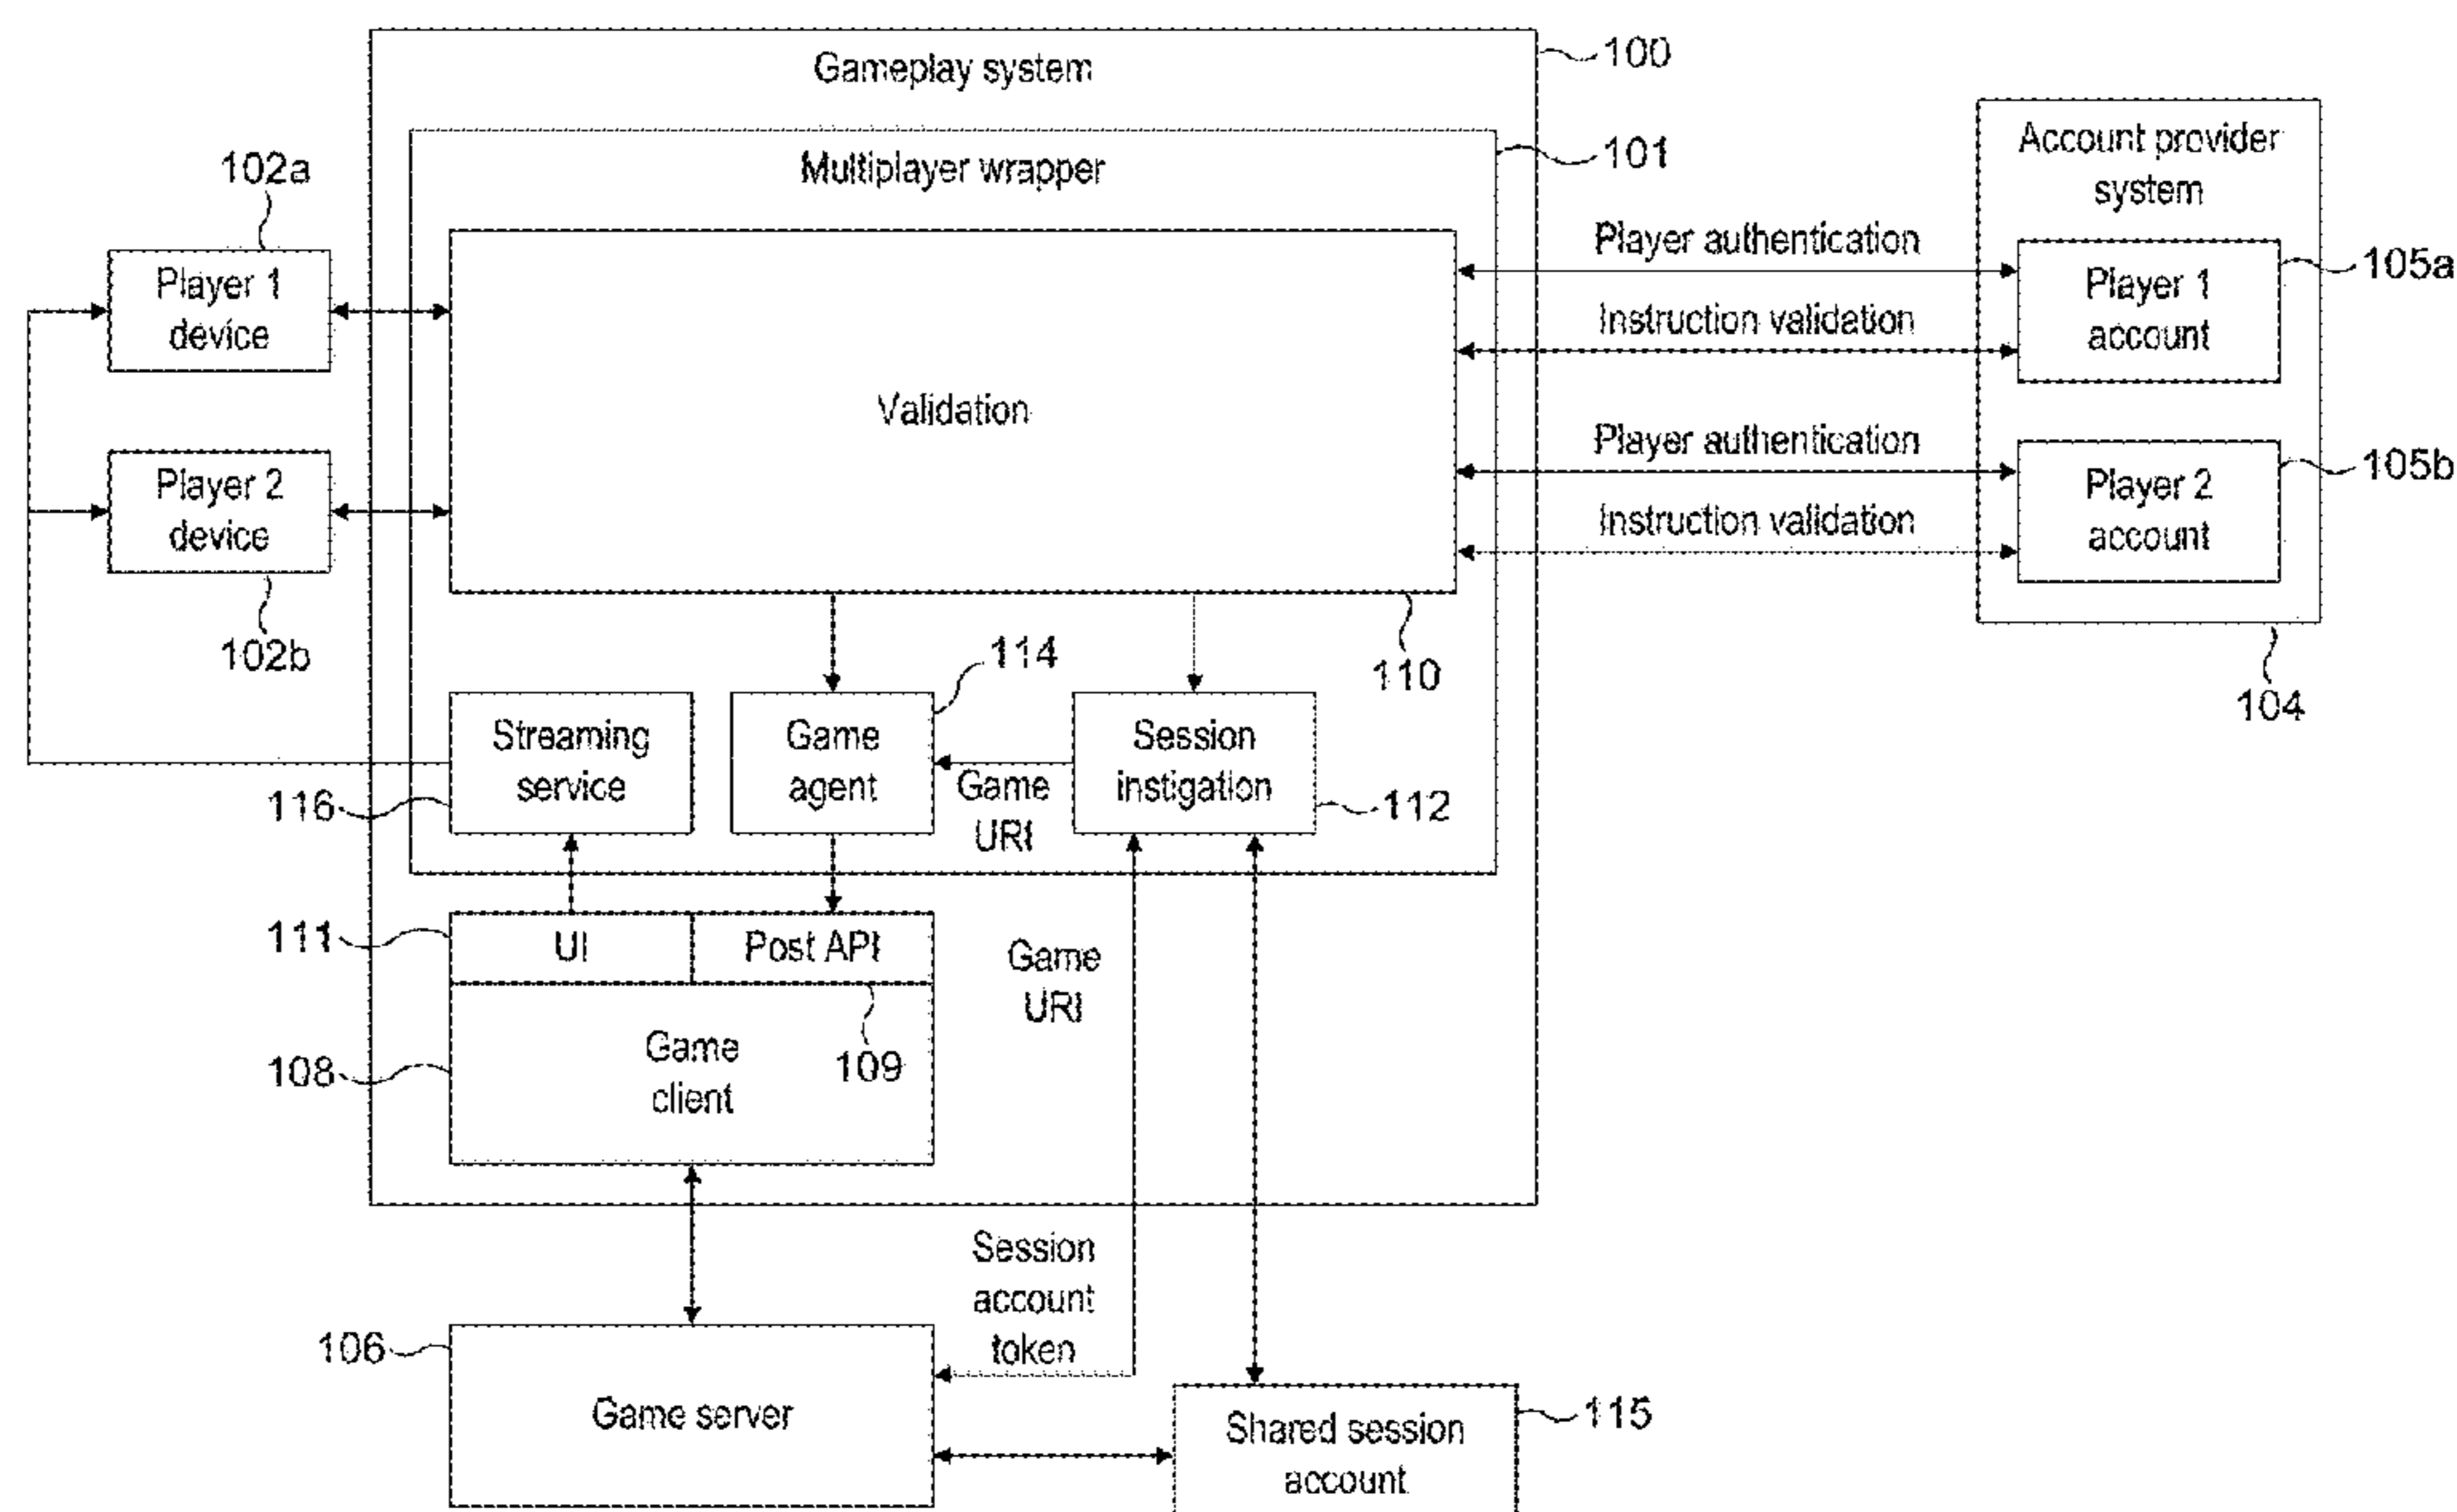 Gameplay system
100
Multiplayer wrapper
101
Account provider
system
102a
Player 1
device
Player 2
device
102b
Validation
110
Player authentication
Instruction validation
Player authentication
Instruction validation
Player 1
account
105a
Player 2
account
105b
104
Streaming
service
116
Game
agent
114
Game
URI
Session
instigation
112
111
UI
Post API
109
Game
client
108
Game
URI
Session
account
token
106
Game server
Shared session
account
115